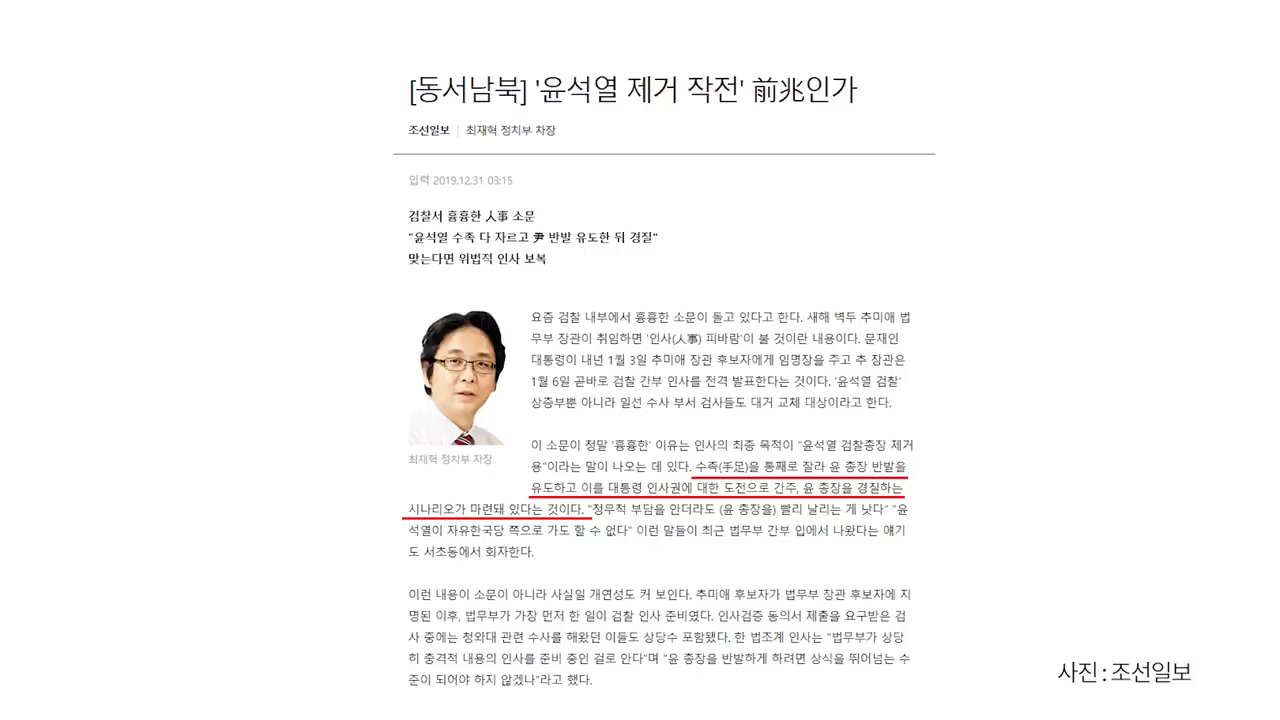 [동서남북] '윤석열 제거 작전' 前兆인가
조선일보 | 최재혁 정치부 차장
입력 2019.12.31 03:15
검찰서 흉흉한 人事 소문
"윤석열 수족 다 자르고 尹 반발 유도한 뒤 경질"
맞는다면 위법적 인사 보복
요즘 검찰 내부에서 흉흉한 소문이 돌고 있다고 한다. 새해 벽두 추미애 법
무부 장관이 취임하면 '인사(人事) 피바람'이 불 것이란 내용이다. 문재인
대통령이 내년 1월 3일 추미애 장관 후보자에게 임명장을 주고 추 장관은
1월 6일 곧바로 검찰 간부 인사를 전격 발표한다는 것이다. '윤석열 검찰'
상층부뿐 아니라 일선 수사 부서 검사들도 대거 교체 대상이라고 한다.
이 소문이 정말 '흉흉한' 이유는 인사의 최종 목적이 "윤석열 검찰총장 제거
용"이라는 말이 나오는 데 있다. 수족(手足)을 통째로 잘라 윤 총장 반발을
유도하고 이를 대통령 인사권에 대한 도전으로 간주, 윤 총장을 경질하는
최재혁 정치부 차장
시나리오가 마련돼 있다는 것이다. "정무적 부담을 안더라도 (윤 총장을) 빨리 날리는 게 낫다" "윤
석열이 자유한국당 쪽으로 가도 할 수 없다" 이런 말들이 최근 법무부 간부 입에서 나왔다는 얘기
도 서초동에서 회자한다.
이런 내용이 소문이 아니라 사실일 개연성도 커 보인다. 추미애 후보자가 법무부 장관 후보자에 지
명된 이후, 법무부가 가장 먼저 한 일이 검찰 인사 준비였다. 인사검증 동의서 제출을 요구받은 검
사 중에는 청와대 관련 수사를 해왔던 이들도 상당수 포함됐다. 한 법조계 인사는 "법무부가 상당
히 충격적 내용의 인사를 준비 중인 걸로 안다"며 "윤 총장을 반발하게 하려면 상식을 뛰어넘는 수
준이 되어야 하지 않겠나"라고 했다.
사진 : 조선일보